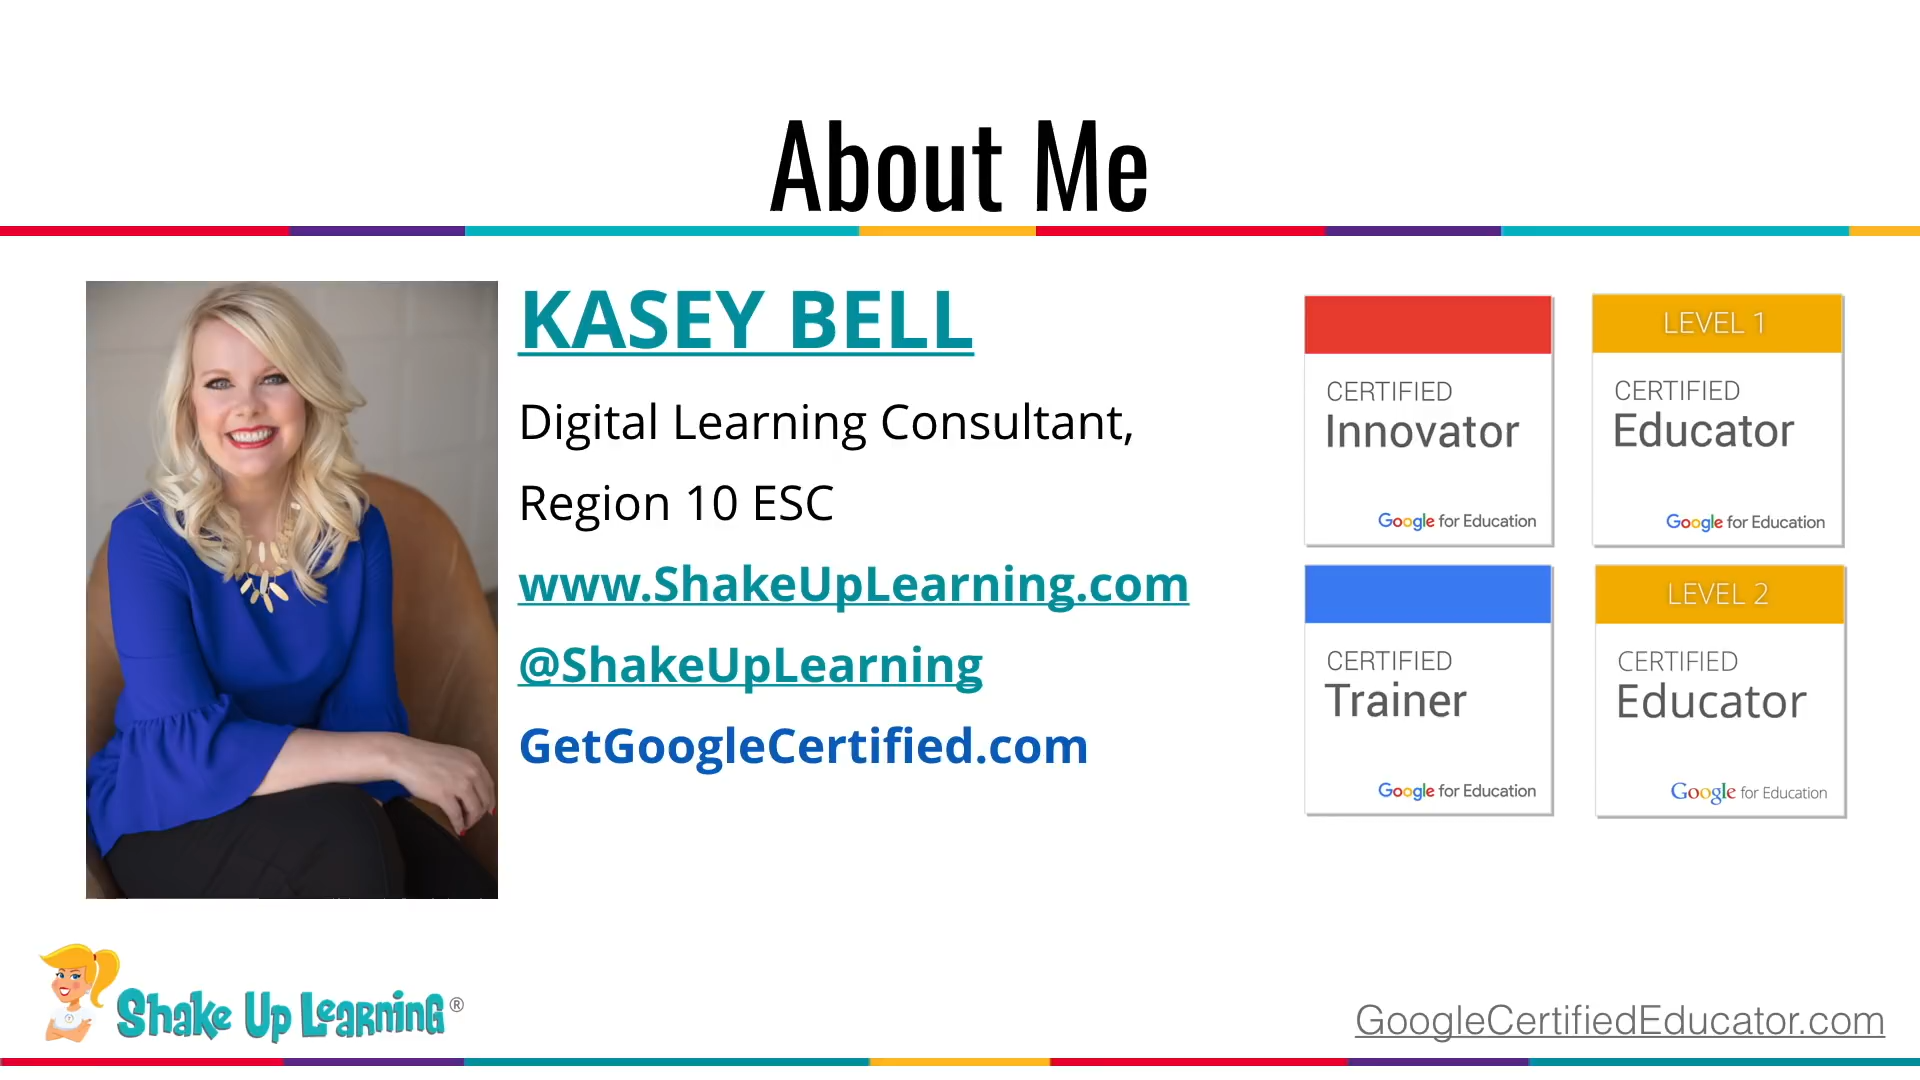 About Me
KASEY BELL
Digital Learning Consultant,
Region 10 ESC
www.ShakeUpLearning.com
@ShakeUpLearning
GetGoogleCertified.com
CERTIFIED
Innovator
Google for Education
LEVEL 1
CERTIFIED
Educator
Google for Education
CERTIFIED
Trainer
Google for Education
LEVEL 2
CERTIFIED
Educator
Google for Education
Shake Up Learning®
GoogleCertifiedEducator.com